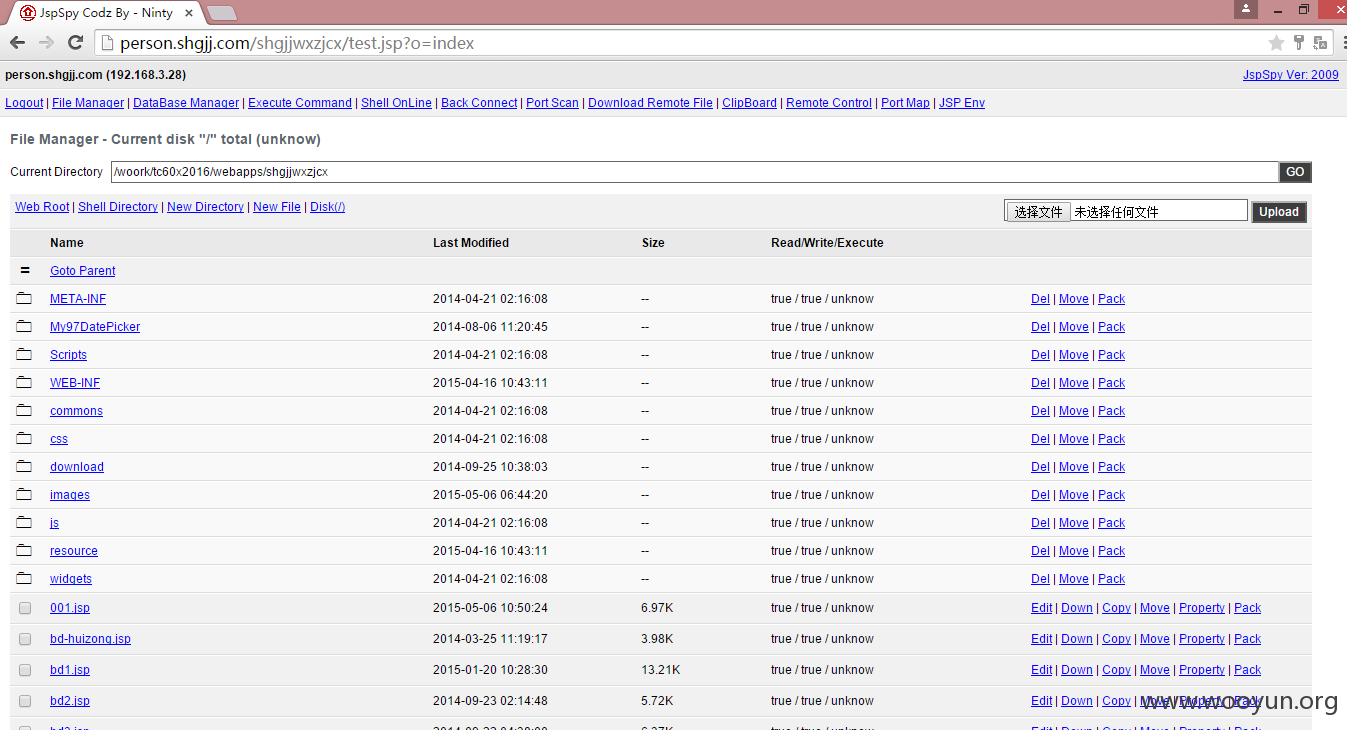 JspSpy Codz By - Ninty
person.shgjj.com/shgjjwxzjcx/test.jsp?o=index
person.shgjj.com (192.168.3.28) JspSpy Ver: 2009
Logout | File Manager | DataBase Manager | Execute Command | Shell OnLine | Back Connect | Port Scan | Download Remote File | ClipBoard | Remote Control | Port Map | JSP Env
File Manager - Current disk "/" total (unknow)
Current Directory /woork/tc60x2016/webapps/shgjjwxzjcx GO
Web Root | Shell Directory | New Directory | New File | Disk(/) 选择文件 未选择任何文件 Upload
Name Last Modified Size Read/Write/Execute
= Goto Parent
META-INF 2014-04-21 02:16:08 -- true / true / unknow Del | Move | Pack
My97DatePicker 2014-08-06 11:20:45 -- true / true / unknow Del | Move | Pack
Scripts 2014-04-21 02:16:08 -- true / true / unknow Del | Move | Pack
WEB-INF 2015-04-16 10:43:11 -- true / true / unknow Del | Move | Pack
commons 2014-04-21 02:16:08 -- true / true / unknow Del | Move | Pack
css 2014-04-21 02:16:08 -- true / true / unknow Del | Move | Pack
download 2014-09-25 10:38:03 -- true / true / unknow Del | Move | Pack
images 2015-05-06 06:44:20 -- true / true / unknow Del | Move | Pack
js 2014-04-21 02:16:08 -- true / true / unknow Del | Move | Pack
resource 2015-04-16 10:43:11 -- true / true / unknow Del | Move | Pack
widgets 2014-04-21 02:16:08 -- true / true / unknow Del | Move | Pack
001.jsp 2015-05-06 10:50:24 6.97K true / true / unknow Edit | Down | Copy | Move | Property | Pack
bd-huizong.jsp 2014-03-25 11:19:17 3.98K true / true / unknow Edit | Down | Copy | Move | Property | Pack
bd1.jsp 2015-01-20 10:28:30 13.21K true / true / unknow Edit | Down | Copy | Move | Property | Pack
bd2.jsp 2014-09-23 02:14:48 5.72K true / true / unknow Edit | Down | Copy | Move | Property | Pack
www.wooyun.org